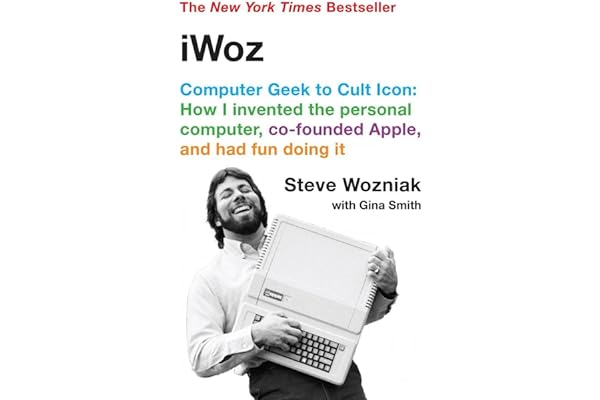 The New York Times Bestseller
iWoz
Computer Geek to Cult Icon:
How I invented the personal
computer, co-founded Apple,
and had fun doing it
Steve Wozniak
with Gina Smith